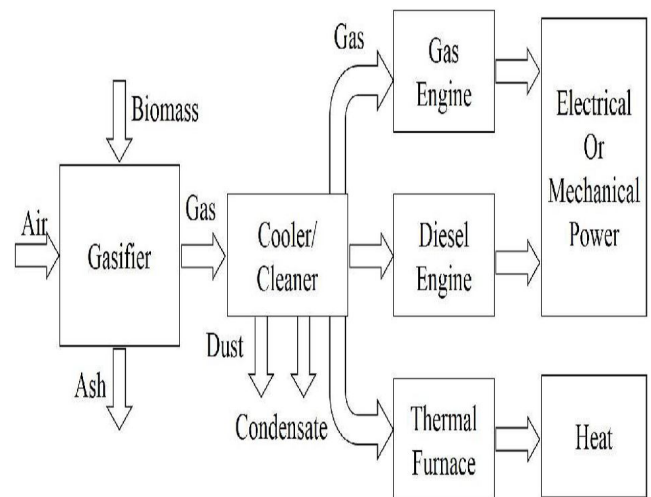 Gas
Gas
Engine
Electrical
Or
Mechanical
Power
Biomass
Air
Gasifier
Gas
Cooler/
Cleaner
Diesel
Engine
Dust
Ash
Condensate
Thermal
Furnace
Heat